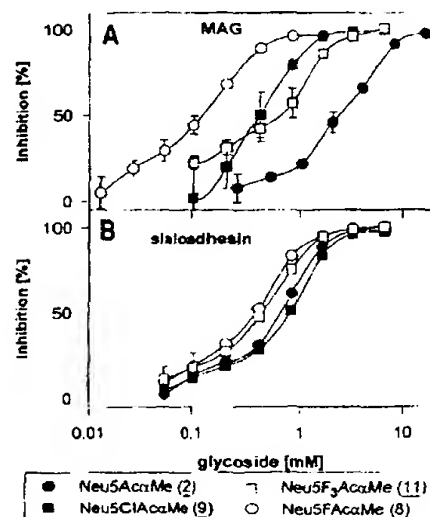 A
MAG
Inhibition [%]
100
50
0
B
sialoadhesin
Inhibition [%]
100
50
0
0.01
0.1
1
10
glycoside [mM]
Neu5AcαMe (2)
Neu5F₃AcαMe (11)
Neu5ClAcαMe (9)
Neu5FAcαMe (8)